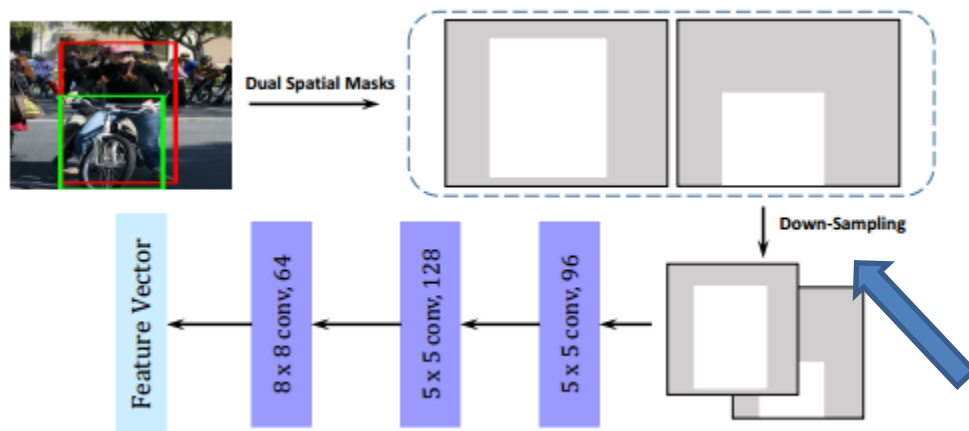 Dual Spatial Masks
Down-Sampling
5 x 5 conv, 96
5 x 5 conv, 128
8 x 8 conv, 64
Feature Vector